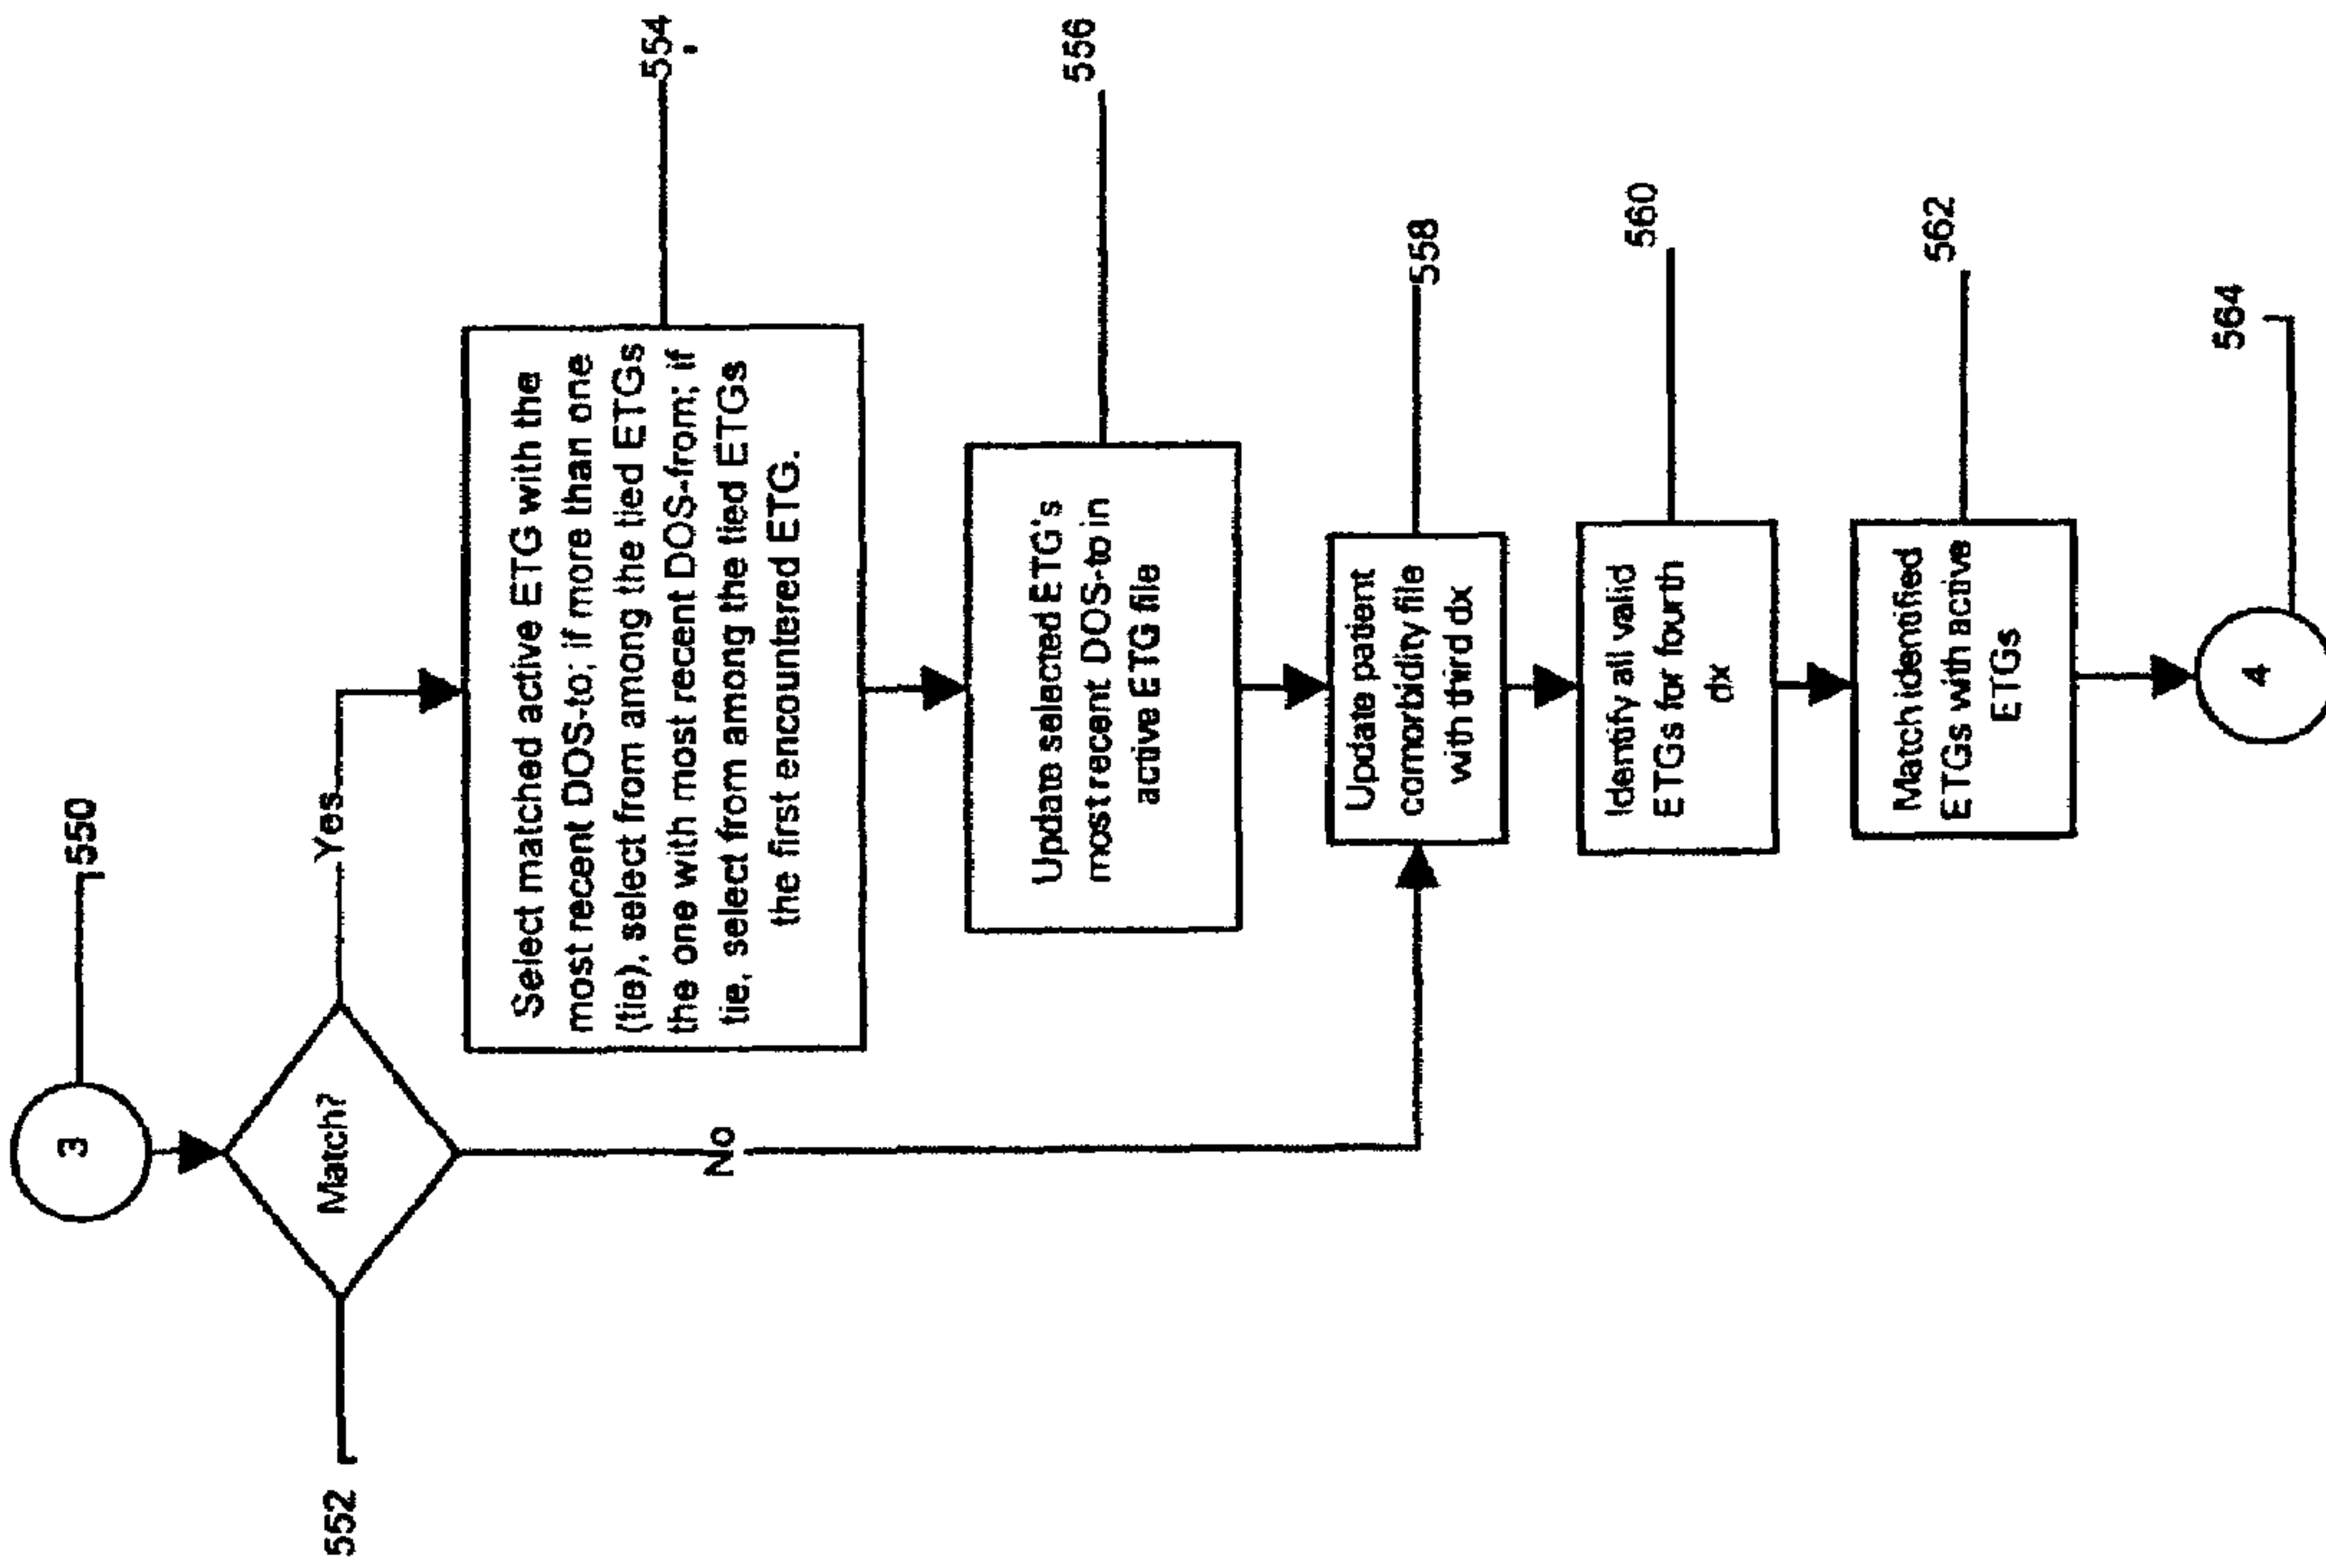 3
550
552
Match?
Yes
No
Select matched active ETG with the
most recent DOS-to; if more than one
(tie), select from among the tied ETGs
the one with most recent DOS-from; if
tie, select from among the tied ETGs
the first encountered ETG.
554
Update selected ETG's
most recent DOS-to in
active ETG file
556
Update patient
comorbidity file
with third dx
558
Identify all valid
ETGs for fourth
dx
560
Match identified
ETGs with active
ETGs
562
4
564